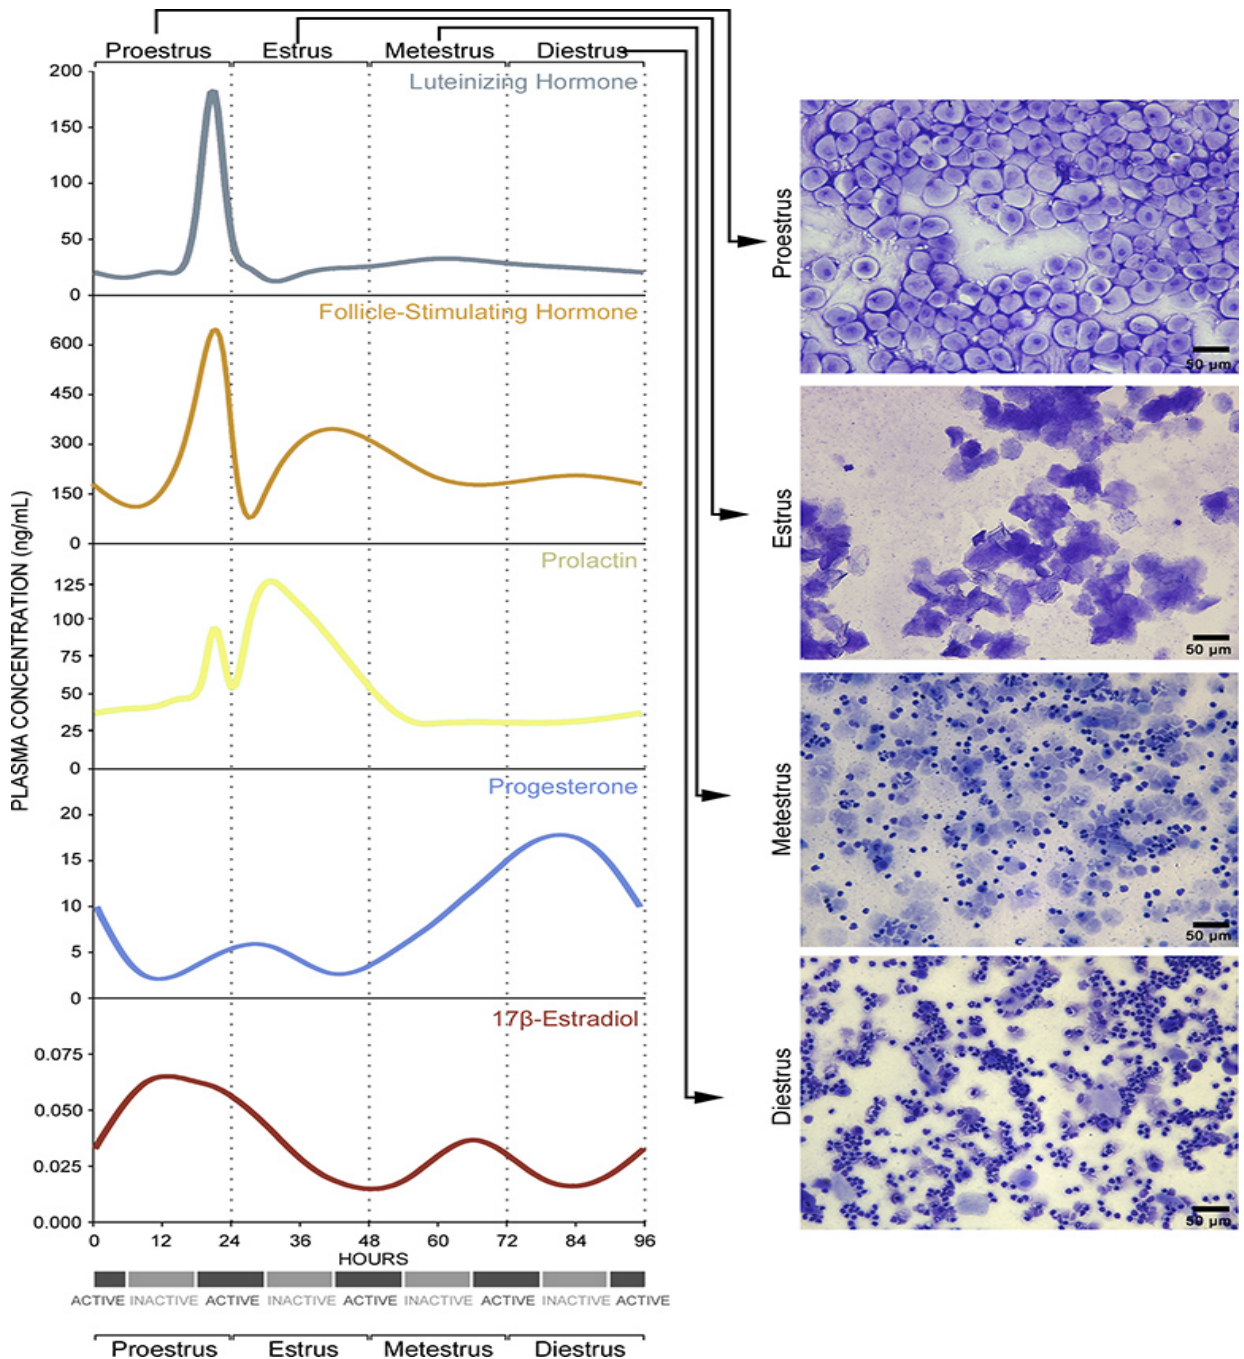 Proestrus Estrus Metestrus Diestrus
Luteinizing Hormone
200
150
100
50
0
Follicle-Stimulating Hormone
600
450
300
150
0
Prolactin
125
100
75
50
25
0
Progesterone
20
15
10
5
0
17β-Estradiol
0.075
0.050
0.025
0.000
PLASMA CONCENTRATION (ng/mL)
0 12 24 36 48 60 72 84 96
HOURS
ACTIVE INACTIVE ACTIVE INACTIVE ACTIVE INACTIVE ACTIVE INACTIVE ACTIVE
Proestrus Estrus Metestrus Diestrus
Proestrus
50 µm
Estrus
50 µm
Metestrus
50 µm
Diestrus
50 µm